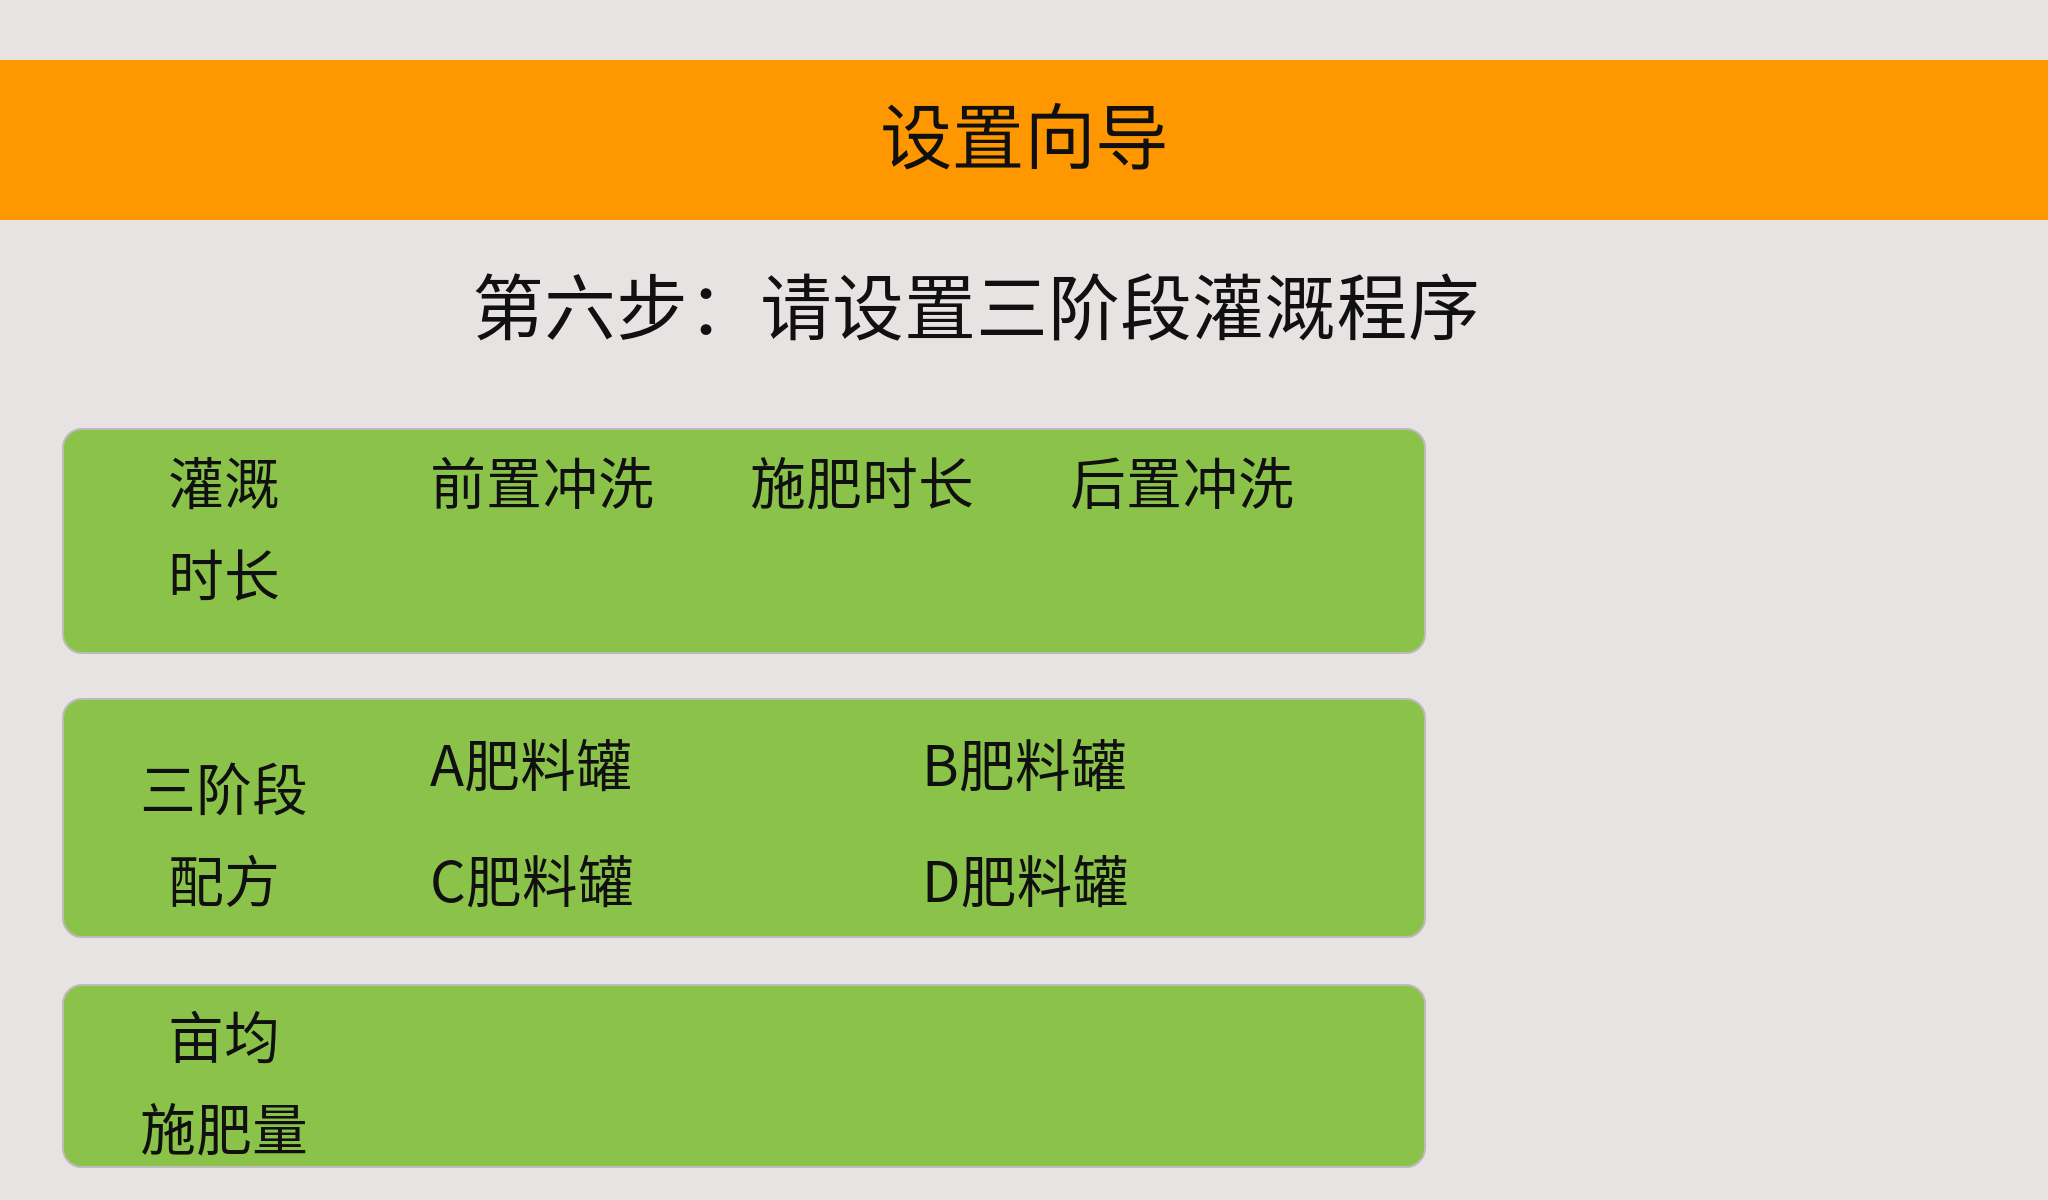 设置向导
第六步：请设置三阶段灌溉程序
灌溉
时长
前置冲洗
施肥时长
后置冲洗
三阶段
配方
A肥料罐
B肥料罐
C肥料罐
D肥料罐
亩均
施肥量